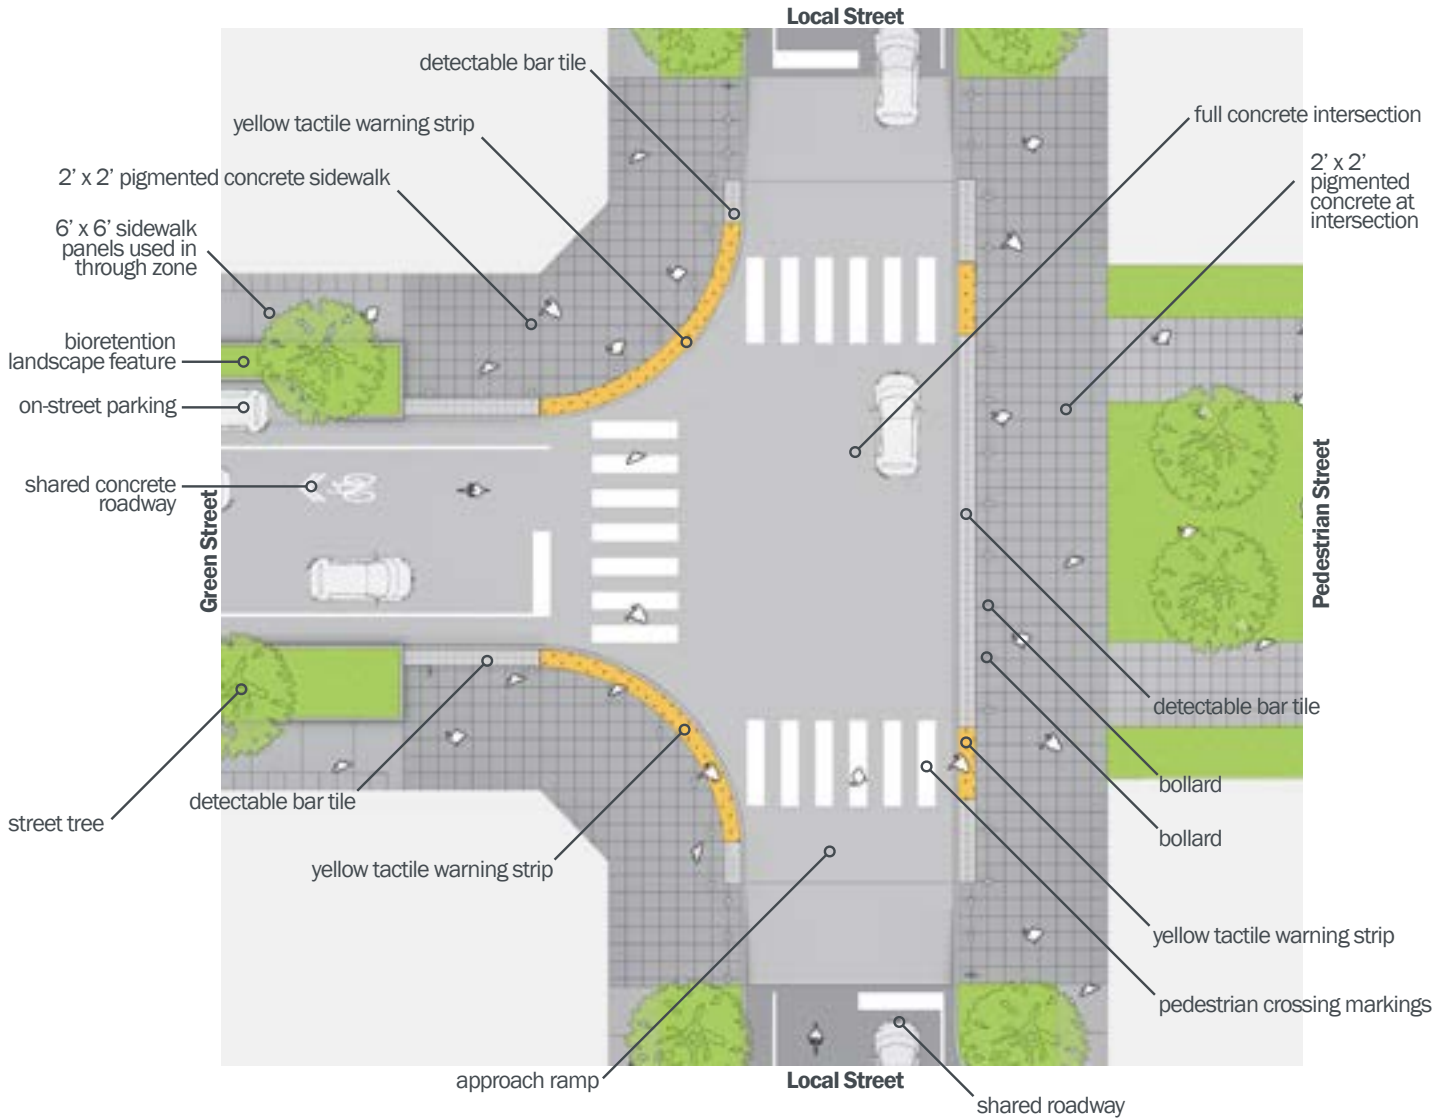 Local Street
detectable bar tile
yellow tactile warning strip
2’ x 2’ pigmented concrete sidewalk
6’ x 6’ sidewalk
panels used in
through zone
bioretention
landscape feature
on-street parking
shared concrete
roadway
Green Street
street tree
detectable bar tile
yellow tactile warning strip
approach ramp
Local Street
shared roadway
full concrete intersection
2’ x 2’
pigmented
concrete at
intersection
Pedestrian Street
detectable bar tile
bollard
bollard
yellow tactile warning strip
pedestrian crossing markings